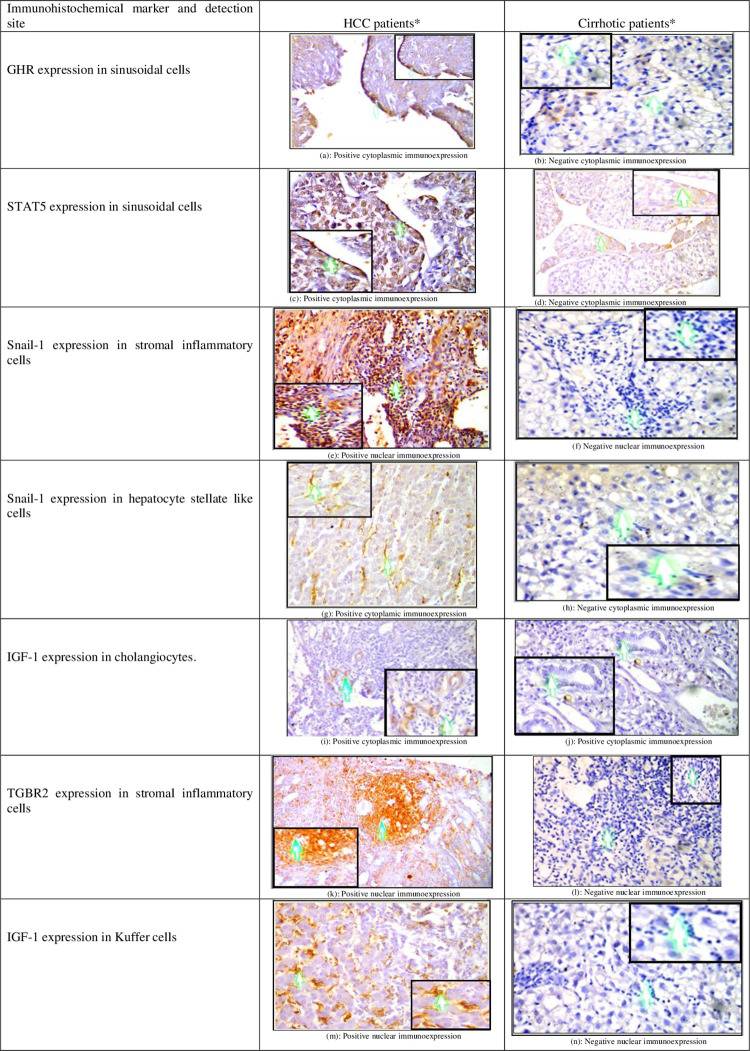 Immunohistochemical marker and detection
site
HCC patients*
Cirrhotic patients*
GHR expression in sinusoidal cells
(a): Positive cytoplasmic immunoexpression
(b): Negative cytoplasmic immunoexpression
STAT5 expression in sinusoidal cells
(c): Positive cytoplasmic immunoexpression
(d): Negative cytoplasmic immunoexpression
Snail-1 expression in stromal inflammatory
cells
(e): Positive nuclear immunoexpression
(f): Negative nuclear immunoexpression
Snail-1 expression in hepatocyte stellate like
cells
(g): Positive cytoplamic immunoexpression
(h): Negative cytoplasmic immunoexpression
IGF-1 expression in cholangiocytes.
(i): Positive cytoplasmic immunoexpression
(j): Positive cytoplasmic immunoexpression
TGBR2 expression in stromal inflammatory
cells
(k): Positive nuclear immunoexpression
(l): Negative nuclear immunoexpression
IGF-1 expression in Kuffer cells
(m): Positive nuclear immunoexpression
(n): Negative nuclear immunoexpression